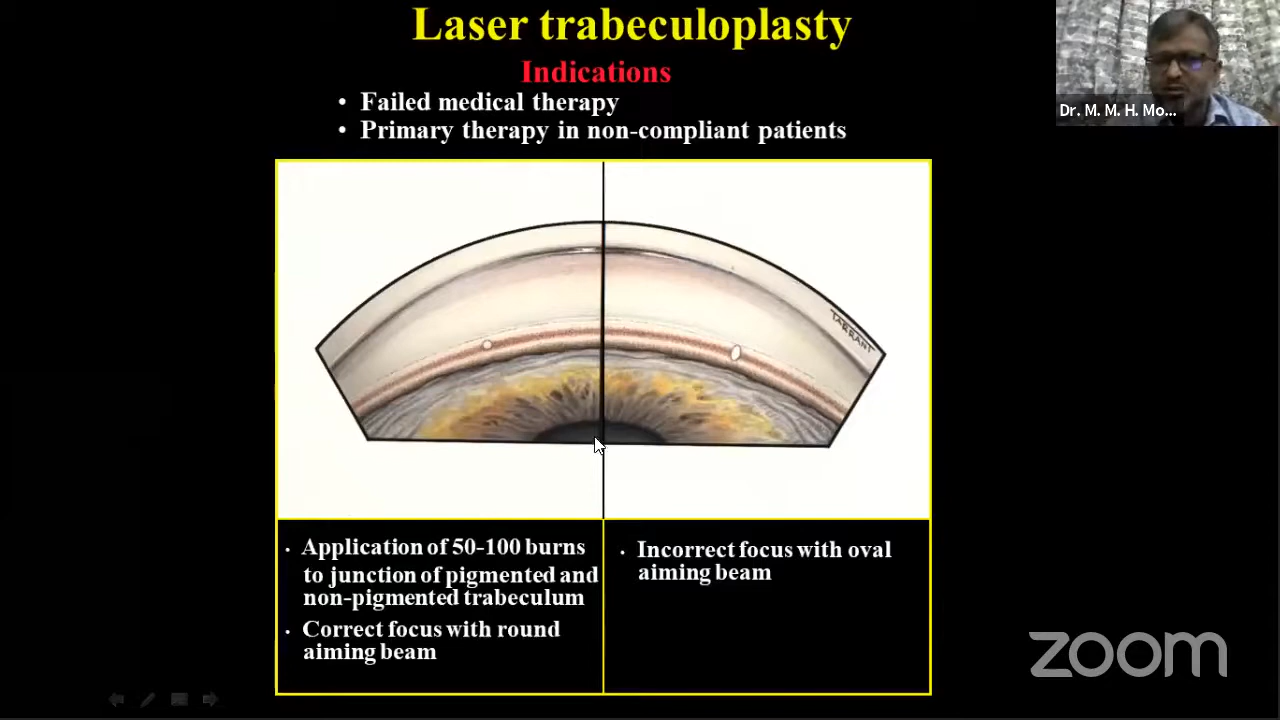 Laser trabeculoplasty
Indications
• Failed medical therapy
• Primary therapy in non-compliant patients
Dr. M. M. H. Mo...
TARRANT
• Application of 50-100 burns
to junction of pigmented and
non-pigmented trabeculum
• Correct focus with round
aiming beam
• Incorrect focus with oval
aiming beam
zoom